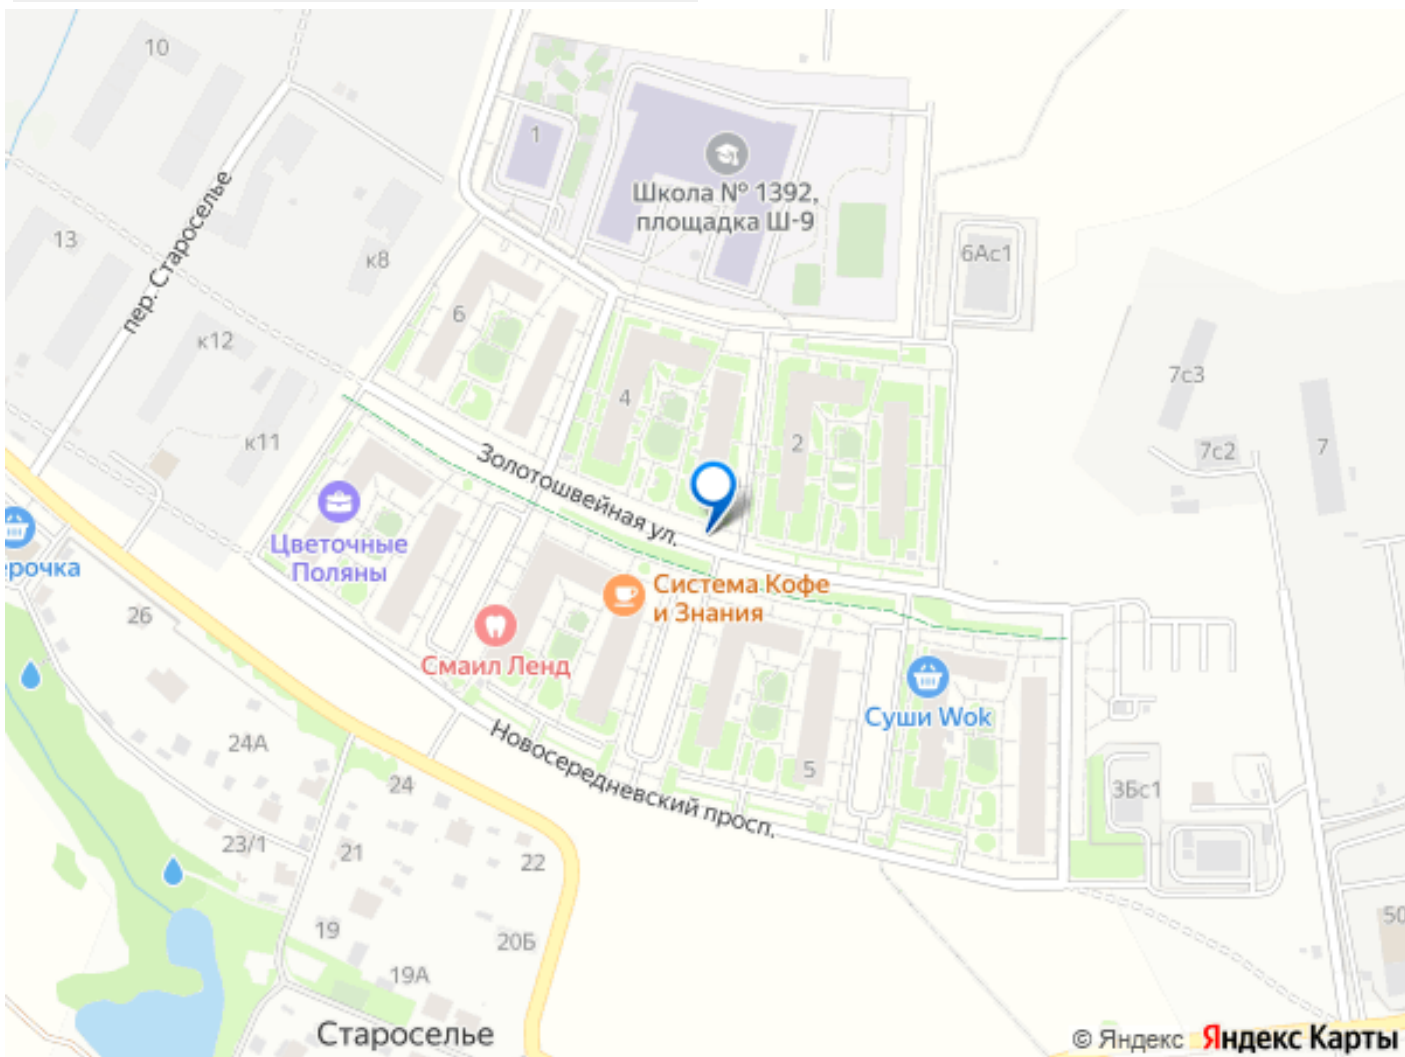 10
1
Школа № 1392,
площадка Ш-9
пер. Староселье
13
к8
6Ас1
6
к12
7с3
4
2
к11
7с2
7
Золотошвейная ул.
Цветочные
Поляны
ерочка
Система Кофе
и Знания
26
Смаил Ленд
Суши Wok
24А
Новосередневский просп.
5
24
3Бс1
23/1
21
22
19
20Б
50
19А
Староселье
© Яндекс Яндекс Карты